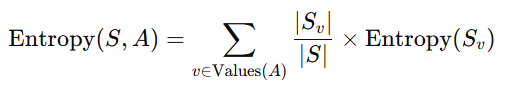 Entropy(S, A) = ∑_{v∈Values(A)} |S_v|/|S| × Entropy(S_v)